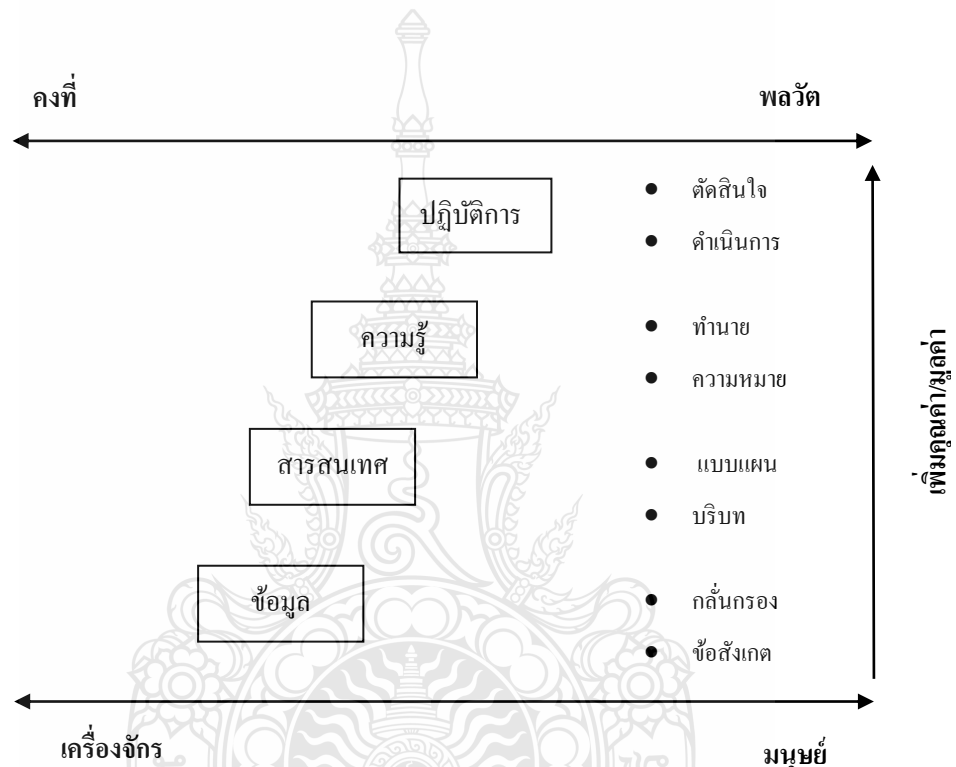 คงที่ พลวัต
ปฏิบัติการ
ตัดสินใจ
ดำเนินการ
ความรู้
ทำนาย
ความหมาย
สารสนเทศ
แบบแผน
บริบท
ข้อมูล
กลั่นกรอง
ข้อสังเกต
เพิ่มคุณค่า/มูลค่า
เครื่องจักร มนุษย์